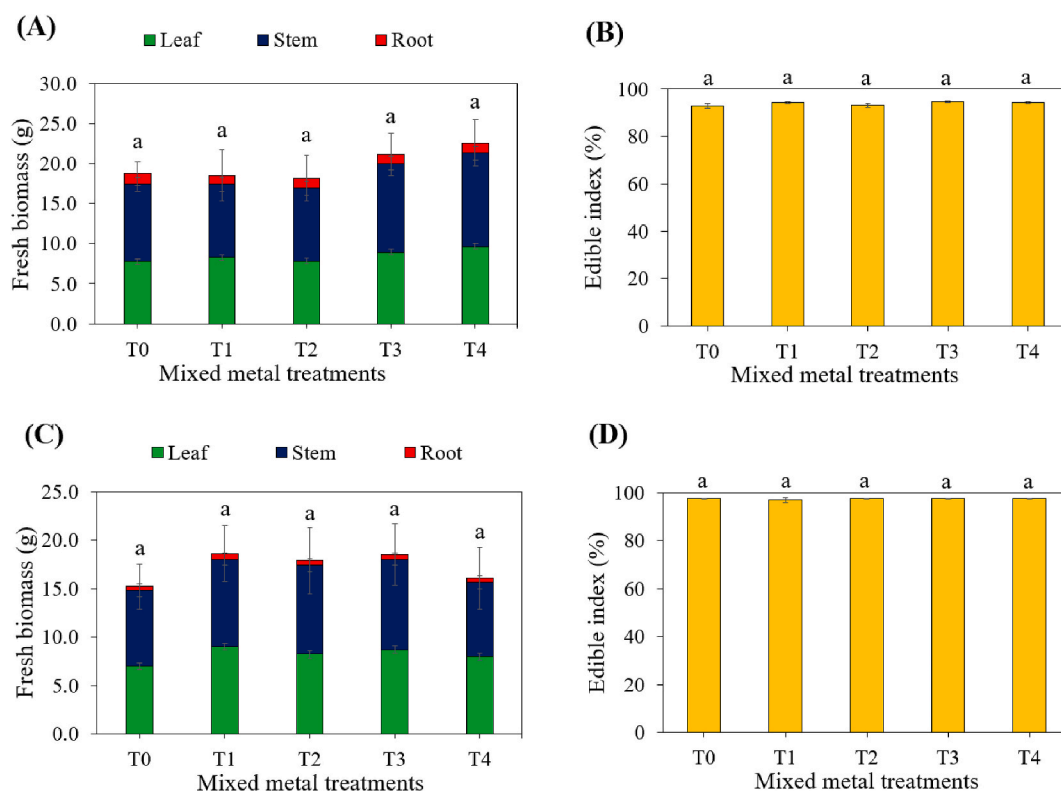 (A)
Leaf Stem Root
Fresh biomass (g)
30.0
25.0
20.0
15.0
10.0
5.0
0.0
a a a a a
T0 T1 T2 T3 T4
Mixed metal treatments
(B)
Edible index (%)
100
80
60
40
20
0
a a a a a
T0 T1 T2 T3 T4
Mixed metal treatments
(C)
Leaf Stem Root
Fresh biomass (g)
25.0
20.0
15.0
10.0
5.0
0.0
a a a a a
T0 T1 T2 T3 T4
Mixed metal treatments
(D)
Edible index (%)
100
80
60
40
20
0
a a a a a
T0 T1 T2 T3 T4
Mixed metal treatments